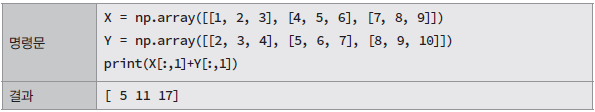 명령문
X = np.array([[1, 2, 3], [4, 5, 6], [7, 8, 9]])
Y = np.array([[2, 3, 4], [5, 6, 7], [8, 9, 10]])
print(X[:,1]+Y[:,1])
결과
[ 5 11 17]